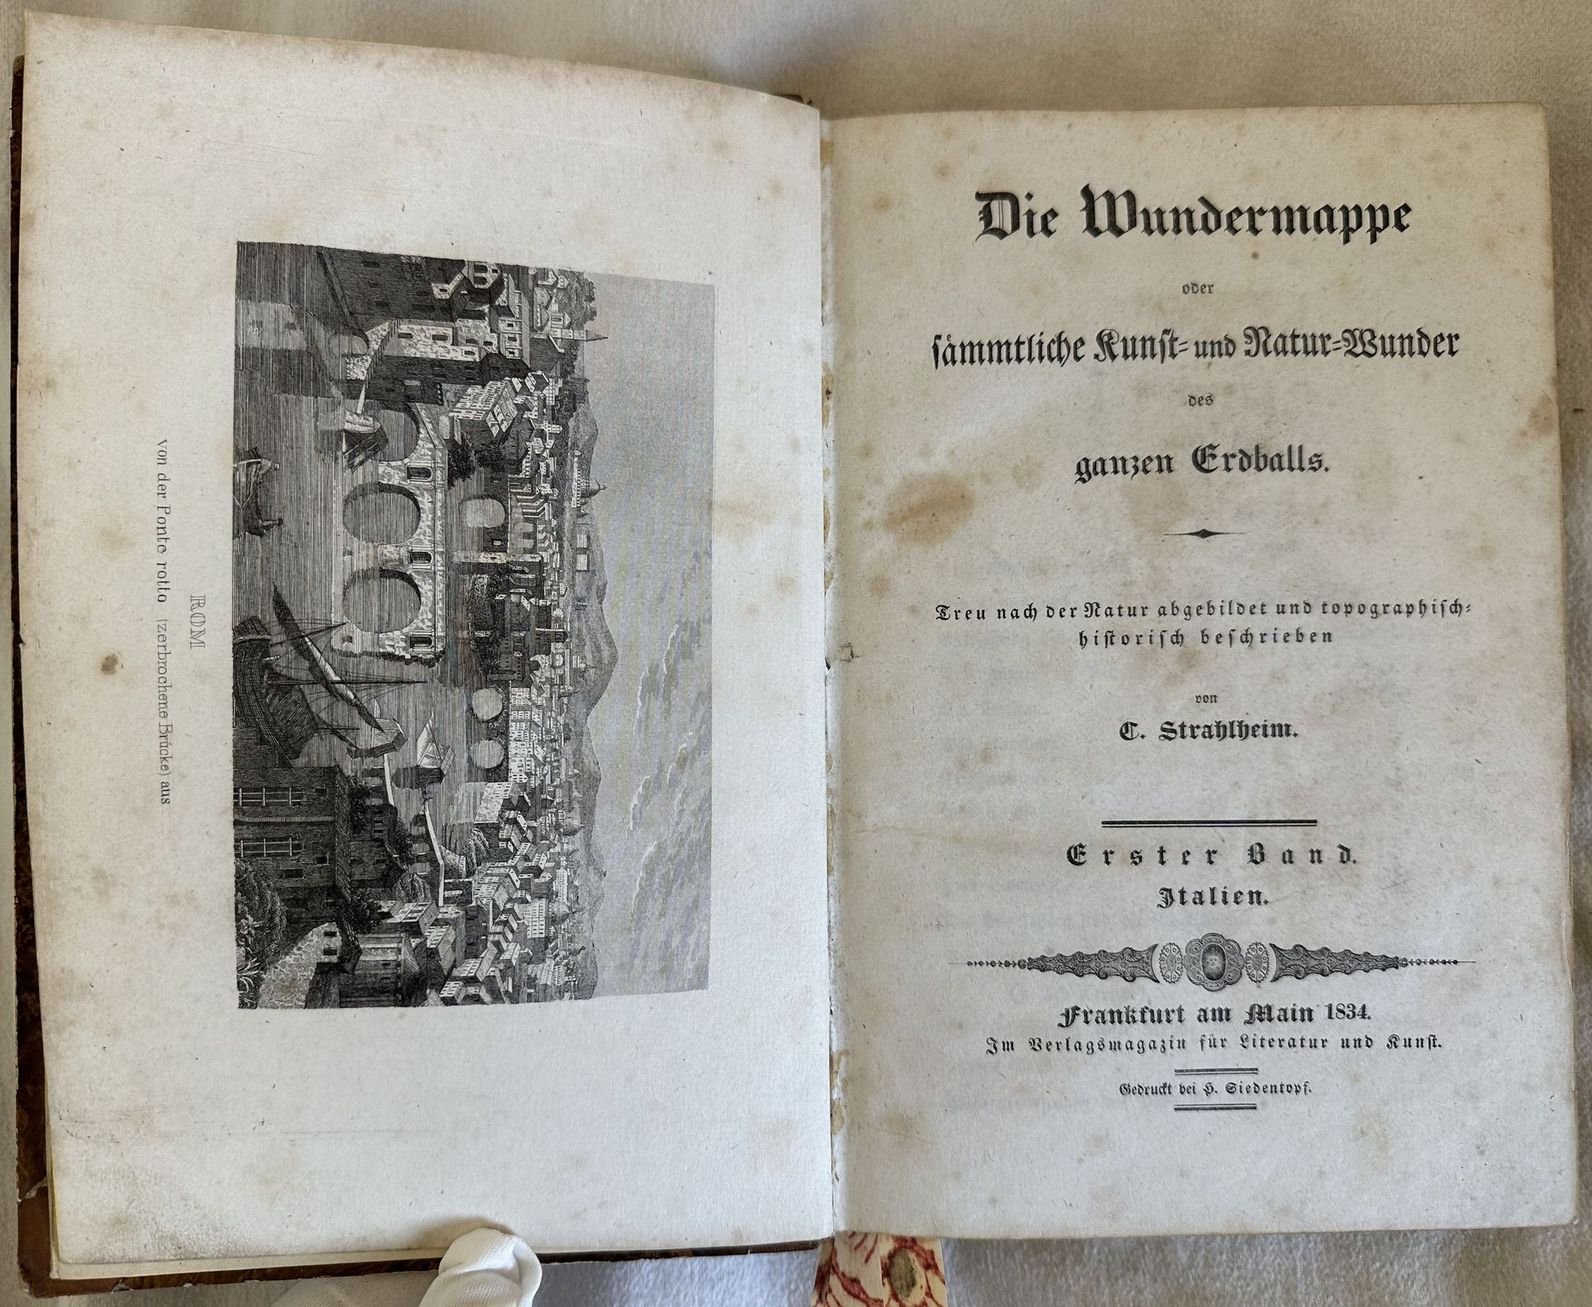 ROM
von der Ponte rotto (zerbrochene Brücke) aus
Die Wundermappe
oder
sämmtliche Kunst- und Natur-Wunder
des
ganzen Erdballs.
Treu nach der Natur abgebildet und topographisch-
historisch beschrieben
von
C. Strahlheim.
Erster Band.
Italien.
Frankfurt am Main 1834.
Im Verlagsmagazin für Literatur und Kunst.
Gedruckt bei H. Siedentopf.